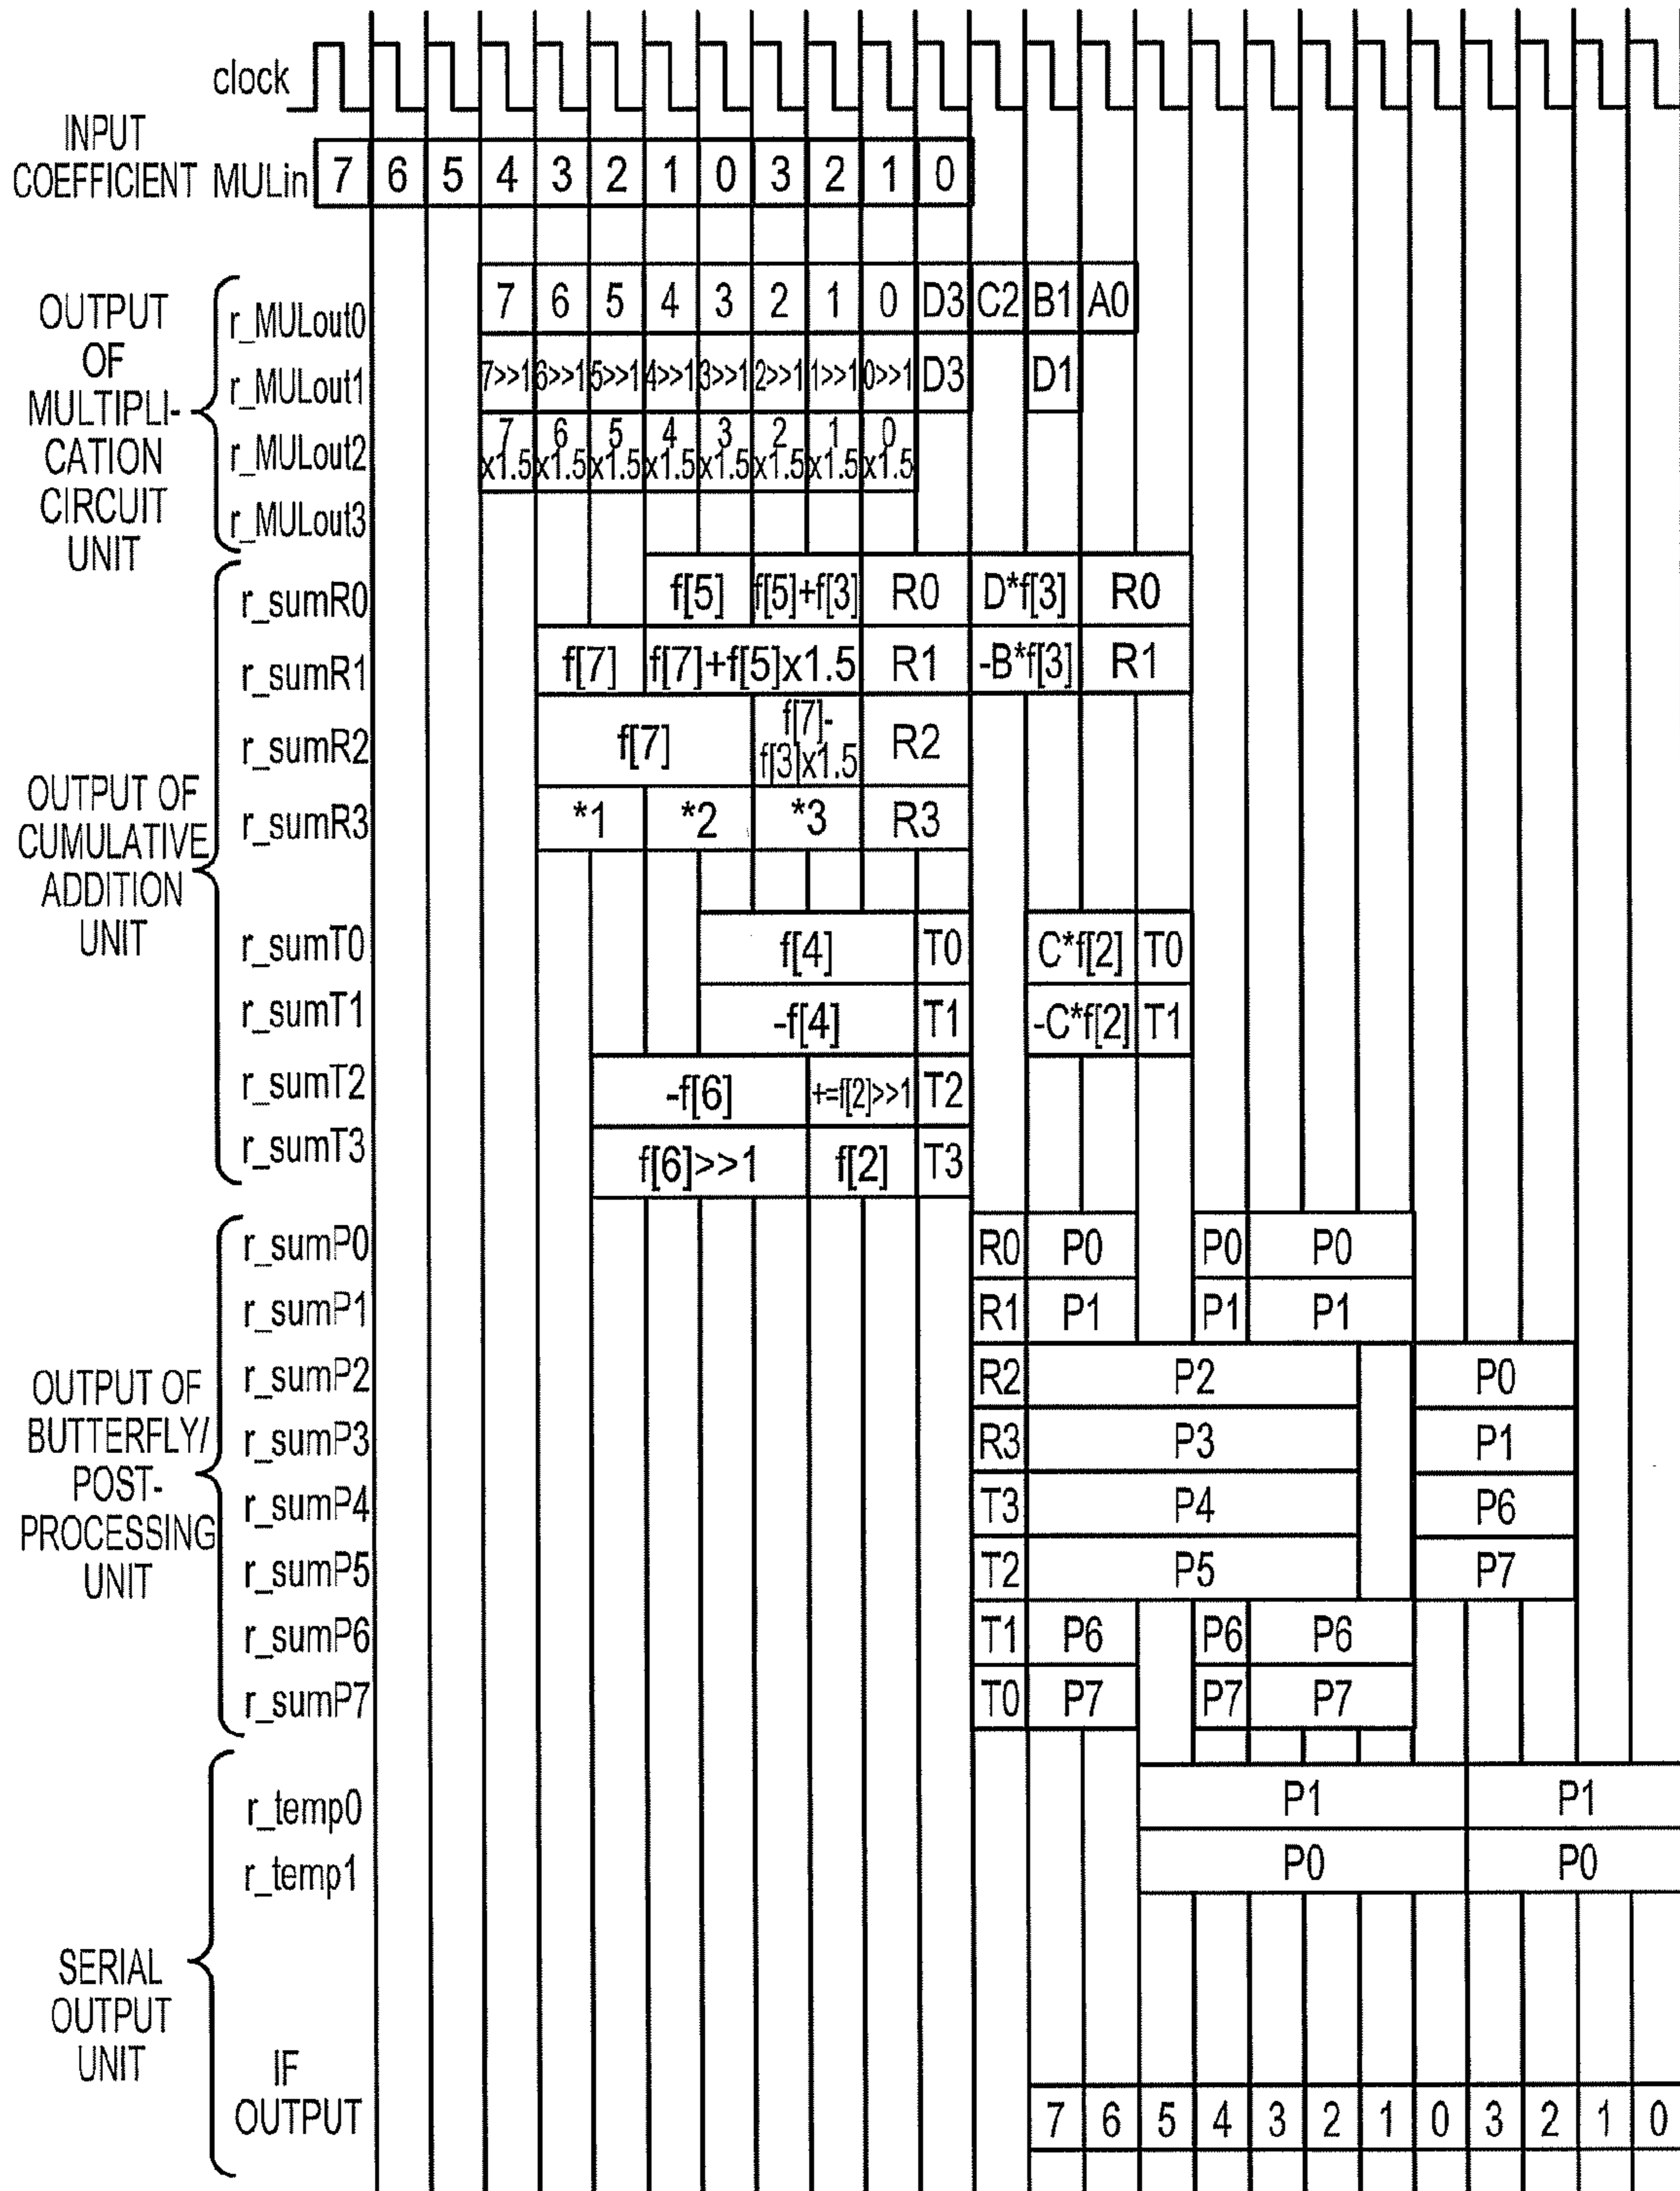 clock
INPUT
COEFFICIENT MULin 7 6 5 4 3 2 1 0 3 2 1 0
OUTPUT
OF
MULTIPLI-
CATION
CIRCUIT
UNIT
r_MULout0 7 6 5 4 3 2 1 0 D3 C2 B1 A0
r_MULout1 7>>1 6>>1 5>>1 4>>1 3>>1 2>>1 1>>1 0>>1 D3 D1
r_MULout2 7 x1.5 6 x1.5 5 x1.5 4 x1.5 3 x1.5 2 x1.5 1 x1.5 0 x1.5
r_MULout3
OUTPUT OF
CUMULATIVE
ADDITION
UNIT
r_sumR0 f[5] f[5]+f[3] R0 D*f[3] R0
r_sumR1 f[7] f[7]+f[5]x1.5 R1 -B*f[3] R1
r_sumR2 f[7] f[7]- f[3]x1.5 R2
r_sumR3 *1 *2 *3 R3
r_sumT0 f[4] T0 C*f[2] T0
r_sumT1 -f[4] T1 -C*f[2] T1
r_sumT2 -f[6] +=f[2]>>1 T2
r_sumT3 f[6]>>1 f[2] T3
OUTPUT OF
BUTTERFLY/
POST-
PROCESSING
UNIT
r_sumP0 R0 P0 P0 P0
r_sumP1 R1 P1 P1 P1
r_sumP2 R2 P2 P0
r_sumP3 R3 P3 P1
r_sumP4 T3 P4 P6
r_sumP5 T2 P5 P7
r_sumP6 T1 P6 P6 P6
r_sumP7 T0 P7 P7 P7
SERIAL
OUTPUT
UNIT
r_temp0 P1 P1
r_temp1 P0 P0
IF
OUTPUT 7 6 5 4 3 2 1 0 3 2 1 0